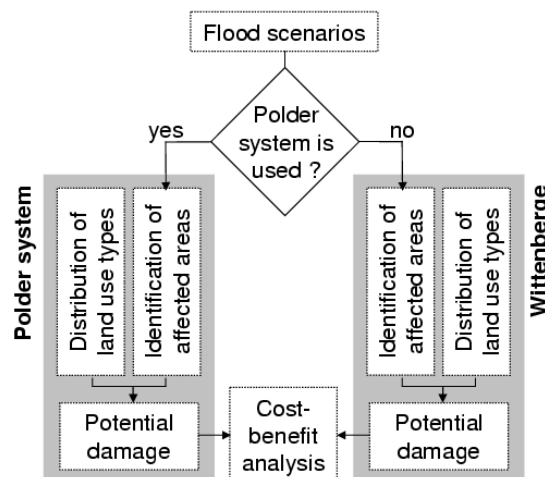 Flood scenarios
Polder
system is
used ?
yes
no
Polder system
Distribution of
land use types
Identification of
affected areas
Potential
damage
Cost-
benefit
analysis
Identification of
affected areas
Distribution of
land use types
Wittenberge
Potential
damage